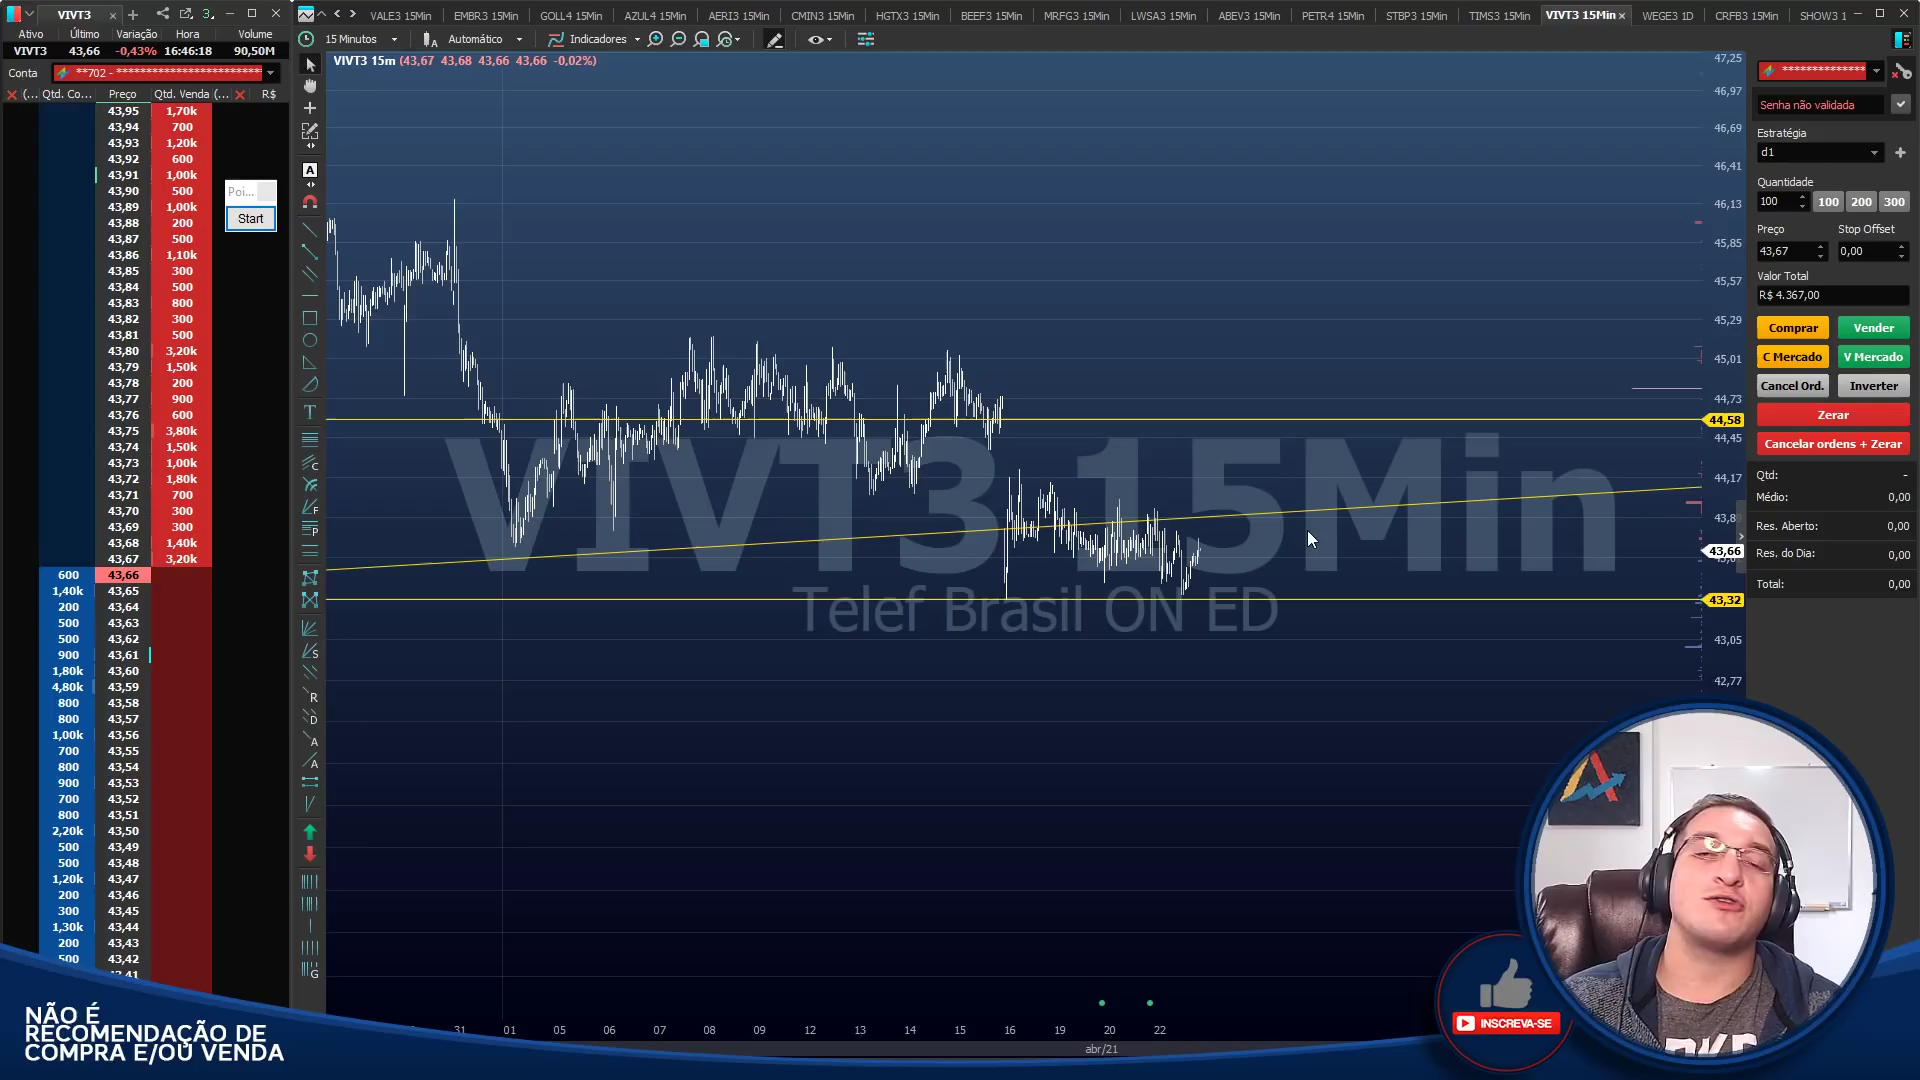 VIVT3
3
VALE3 15Min
EMBR3 15Min
GOLL4 15Min
AZUL4 15Min
AERI3 15Min
CMIN3 15Min
HGTX3 15Min
BEEF3 15Min
MRFG3 15Min
LWSA3 15Min
ABEV3 15Min
PETR4 15Min
STBP3 15Min
TIMS3 15Min
VIVT3 15Min
WEGE3 1D
CRFB3 15Min
SHOW3 1
Ativo Último Variação Hora Volume
VIVT3 43,66 -0,43% 16:46:18 90,50M
Conta **702 - *****************************
(... Qtd. Co... Preço Qtd. Venda (... R$
15 Minutos Automático Indicadores
VIVT3 15m (43,67 43,68 43,66 43,66 -0,02%)
43,95 1,70k
43,94 700
43,93 1,20k
43,92 600
43,91 1,00k
43,90 500
43,89 1,00k
43,88 200
43,87 500
43,86 1,10k
43,85 300
43,84 500
43,83 800
43,82 300
43,81 500
43,80 3,20k
43,79 1,50k
43,78 200
43,77 900
43,76 600
43,75 3,80k
43,74 1,50k
43,73 1,00k
43,72 1,80k
43,71 700
43,70 300
43,69 300
43,68 1,40k
43,67 3,20k
600 43,66
1,40k 43,65
200 43,64
500 43,63
500 43,62
900 43,61
1,80k 43,60
4,80k 43,59
800 43,58
800 43,57
1,00k 43,56
700 43,55
800 43,54
900 43,53
700 43,52
800 43,51
2,20k 43,50
500 43,49
500 43,48
1,20k 43,47
200 43,46
300 43,45
1,30k 43,44
200 43,43
500 43,42
Poi...
Start
VIVT3 15Min
Telef Brasil ON ED
47,25
46,97
46,69
46,41
46,13
45,85
45,57
45,29
45,01
44,73
44,58
44,45
44,17
43,66
43,32
43,05
42,77
31 01 05 06 07 08 09 12 13 14 15 16 19 20 22
abr/21
***************
Senha não validada
Estratégia
d1
Quantidade
100 100 200 300
Preço Stop Offset
43,67 0,00
Valor Total
R$ 4.367,00
Comprar Vender
C Mercado V Mercado
Cancel Ord. Inverter
Zerar
Cancelar ordens + Zerar
Qtd: -
Médio: 0,00
Res. Aberto: 0,00
Res. do Dia: 0,00
Total: 0,00
INSCREVA-SE
NÃO É
RECOMENDAÇÃO DE
COMPRA E/OU VENDA